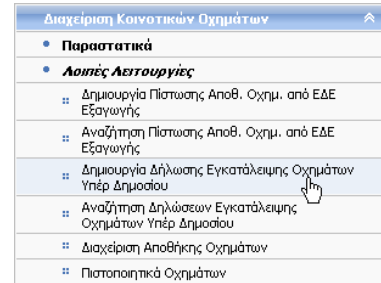 Διαχείριση Κοινοτικών Οχημάτων
Παραστατικά
Λοιπές Λειτουργίες
Δημιουργία Πίστωσης Αποθ. Οχημ. από ΕΔΕ
Εξαγωγής
Αναζήτηση Πίστωσης Αποθ. Οχημ. από ΕΔΕ
Εξαγωγής
Δημιουργία Δήλωσης Εγκατάλειψης Οχημάτων
Υπέρ Δημοσίου
Αναζήτηση Δηλώσεων Εγκατάλειψης
Οχημάτων Υπέρ Δημοσίου
Διαχείριση Αποθήκης Οχημάτων
Πιστοποιητικά Οχημάτων